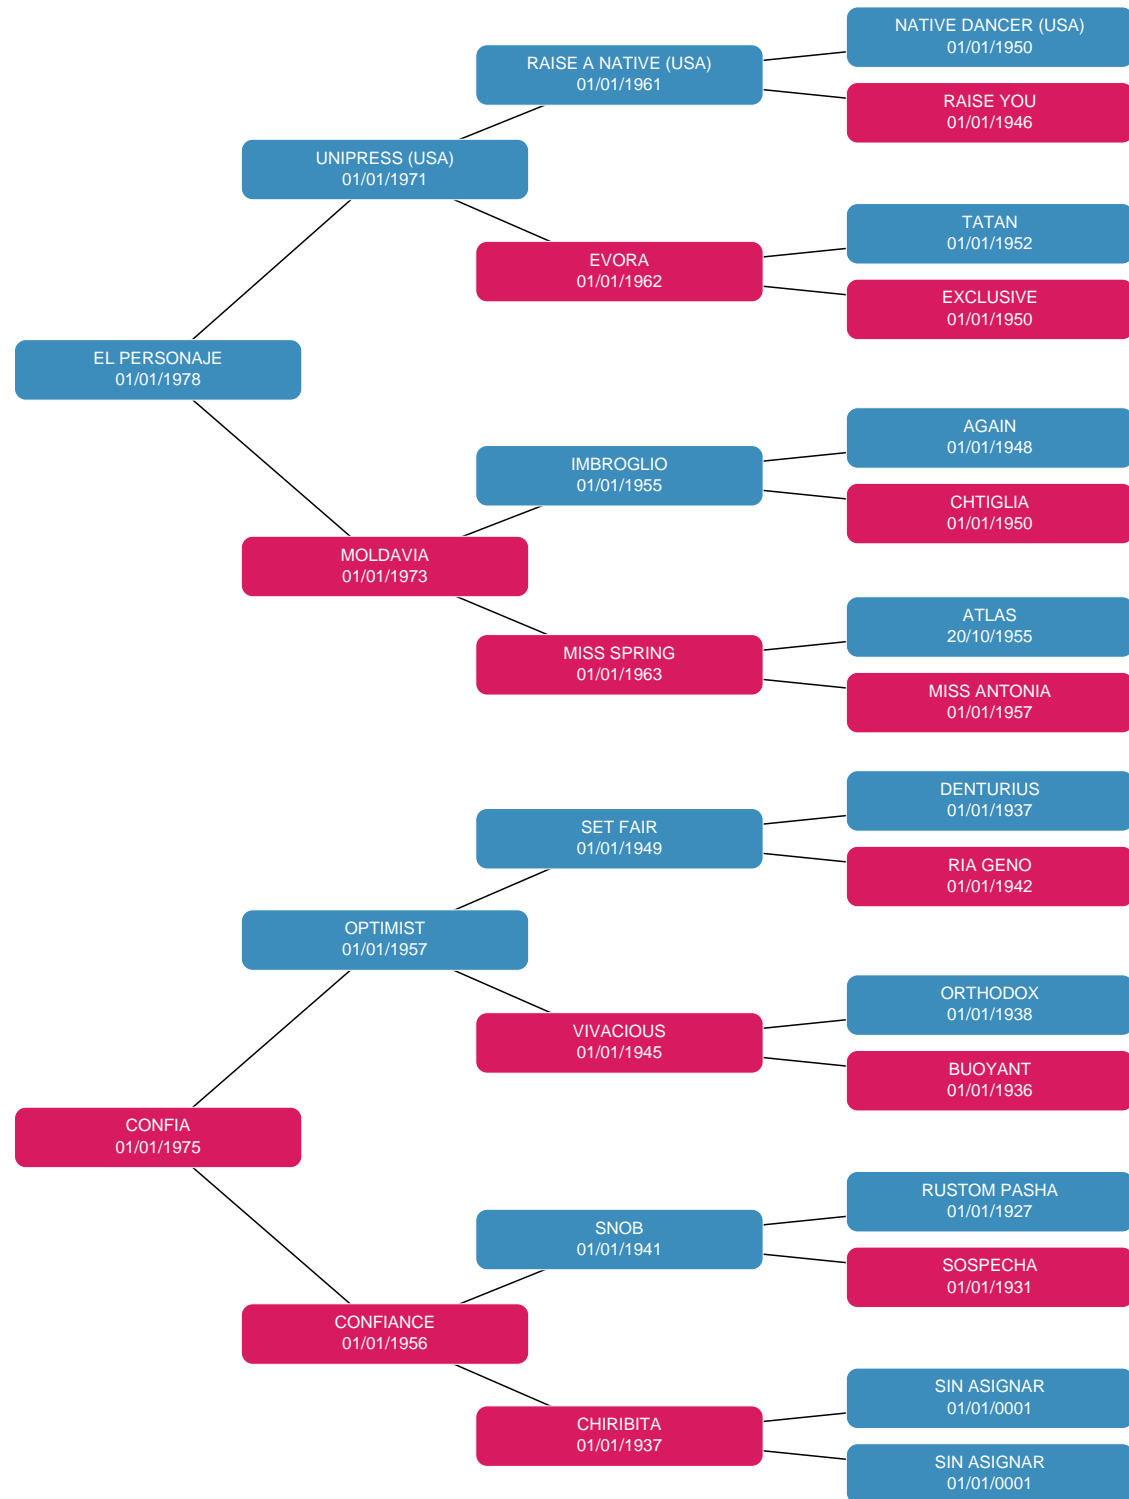 NATIVE DANCER (USA)
01/01/1950
RAISE A NATIVE (USA)
01/01/1961
RAISE YOU
01/01/1946
UNIPRESS (USA)
01/01/1971
TATAN
01/01/1952
EVORA
01/01/1962
EXCLUSIVE
01/01/1950
EL PERSONAJE
01/01/1978
AGAIN
01/01/1948
IMBROGLIO
01/01/1955
CHTIGLIA
01/01/1950
MOLDAVIA
01/01/1973
ATLAS
20/10/1955
MISS SPRING
01/01/1963
MISS ANTONIA
01/01/1957
DENTURIUS
01/01/1937
SET FAIR
01/01/1949
RIA GENO
01/01/1942
OPTIMIST
01/01/1957
ORTHODOX
01/01/1938
VIVACIOUS
01/01/1945
BUOYANT
01/01/1936
CONFIA
01/01/1975
RUSTOM PASHA
01/01/1927
SNOB
01/01/1941
SOSPECHA
01/01/1931
CONFIANCE
01/01/1956
SIN ASIGNAR
01/01/0001
CHIRIBITA
01/01/1937
SIN ASIGNAR
01/01/0001